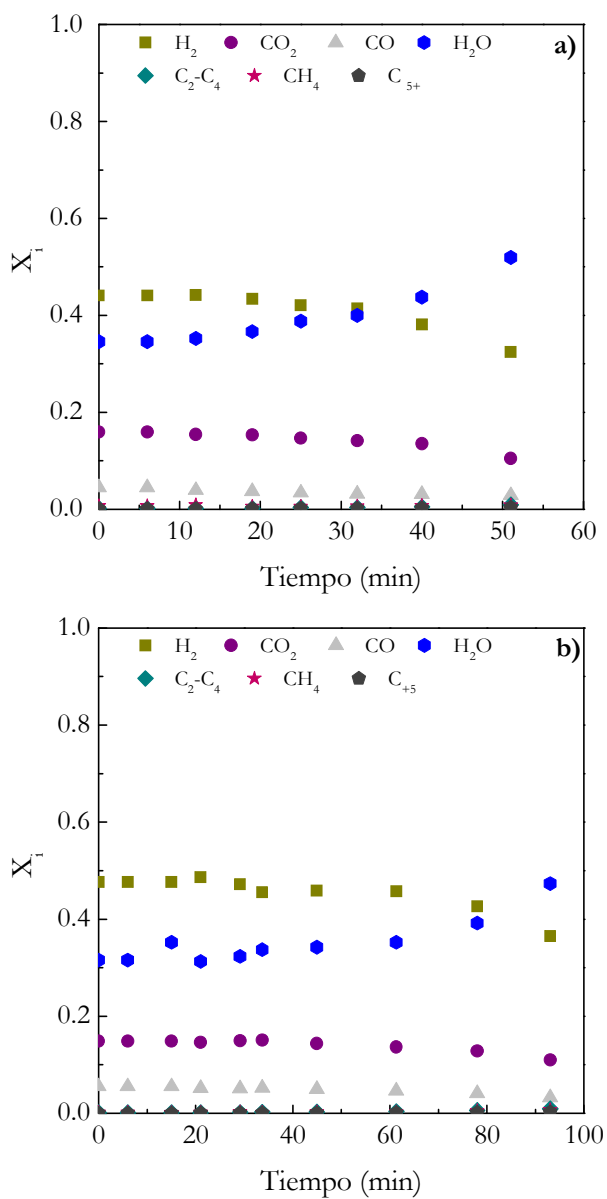 1.0
H₂ CO₂ CO H₂O a)
C₂-C₄ CH₄ C₅₊
0.8
0.6
Xᵢ
0.4
0.2
0.0
0 10 20 30 40 50 60
Tiempo (min)
1.0
H₂ CO₂ CO H₂O b)
C₂-C₄ CH₄ C₊₅
0.8
0.6
Xᵢ
0.4
0.2
0.0
0 20 40 60 80 100
Tiempo (min)